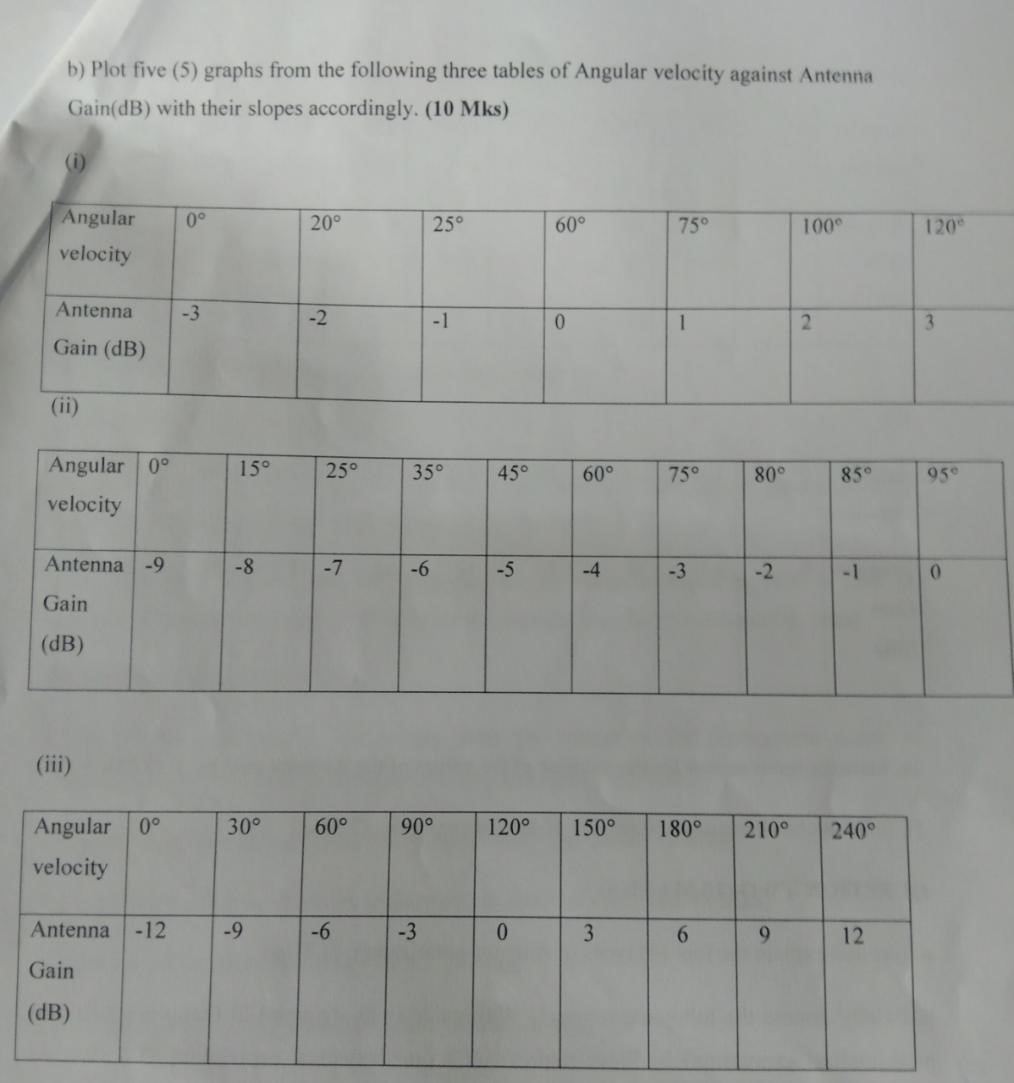 b) Plot five (5) graphs from the following three tables of Angular velocity against Antenna
Gain(dB) with their slopes accordingly. (10 Mks)
(i)
Angular velocity 0° 20° 25° 60° 75° 100° 120°
Antenna Gain (dB) -3 -2 -1 0 1 2 3
(ii)
Angular velocity 0° 15° 25° 35° 45° 60° 75° 80° 85° 95°
Antenna Gain (dB) -9 -8 -7 -6 -5 -4 -3 -2 -1 0
(iii)
Angular velocity 0° 30° 60° 90° 120° 150° 180° 210° 240°
Antenna Gain (dB) -12 -9 -6 -3 0 3 6 9 12